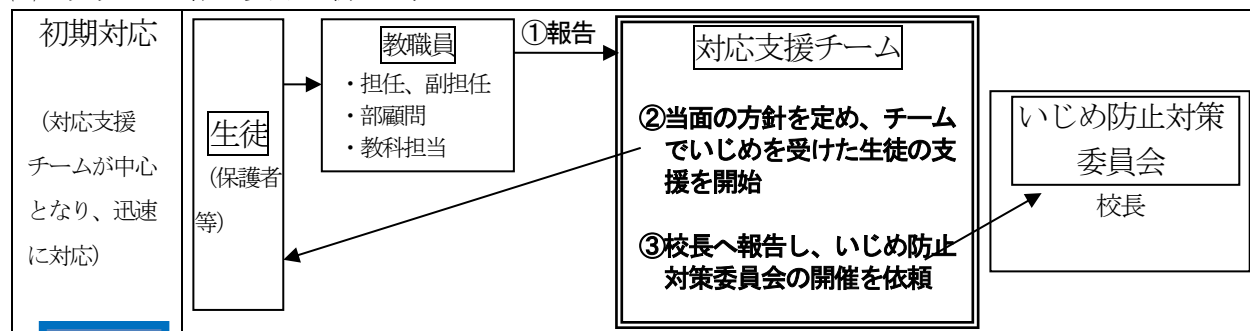 初期対応
(対応支援
チームが中心
となり、迅速
に対応)
生徒
(保護者
等)
教職員
・担任、副担任
・部顧問
・教科担当
①報告
対応支援チーム
②当面の方針を定め、チーム
でいじめを受けた生徒の支
援を開始
③校長へ報告し、いじめ防止
対策委員会の開催を依頼
いじめ防止対策
委員会
校長